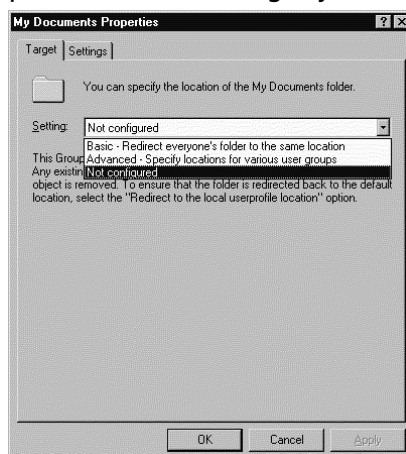 My Documents Properties
Target
Settings
You can specify the location of the My Documents folder.
Setting:
Not configured
Basic - Redirect everyone's folder to the same location
This Group
Advanced - Specify locations for various user groups
Any existin
Not configured
object is removed. To ensure that the folder is redirected back to the default
location, select the "Redirect to the local userprofile location" option.
OK
Cancel
Apply